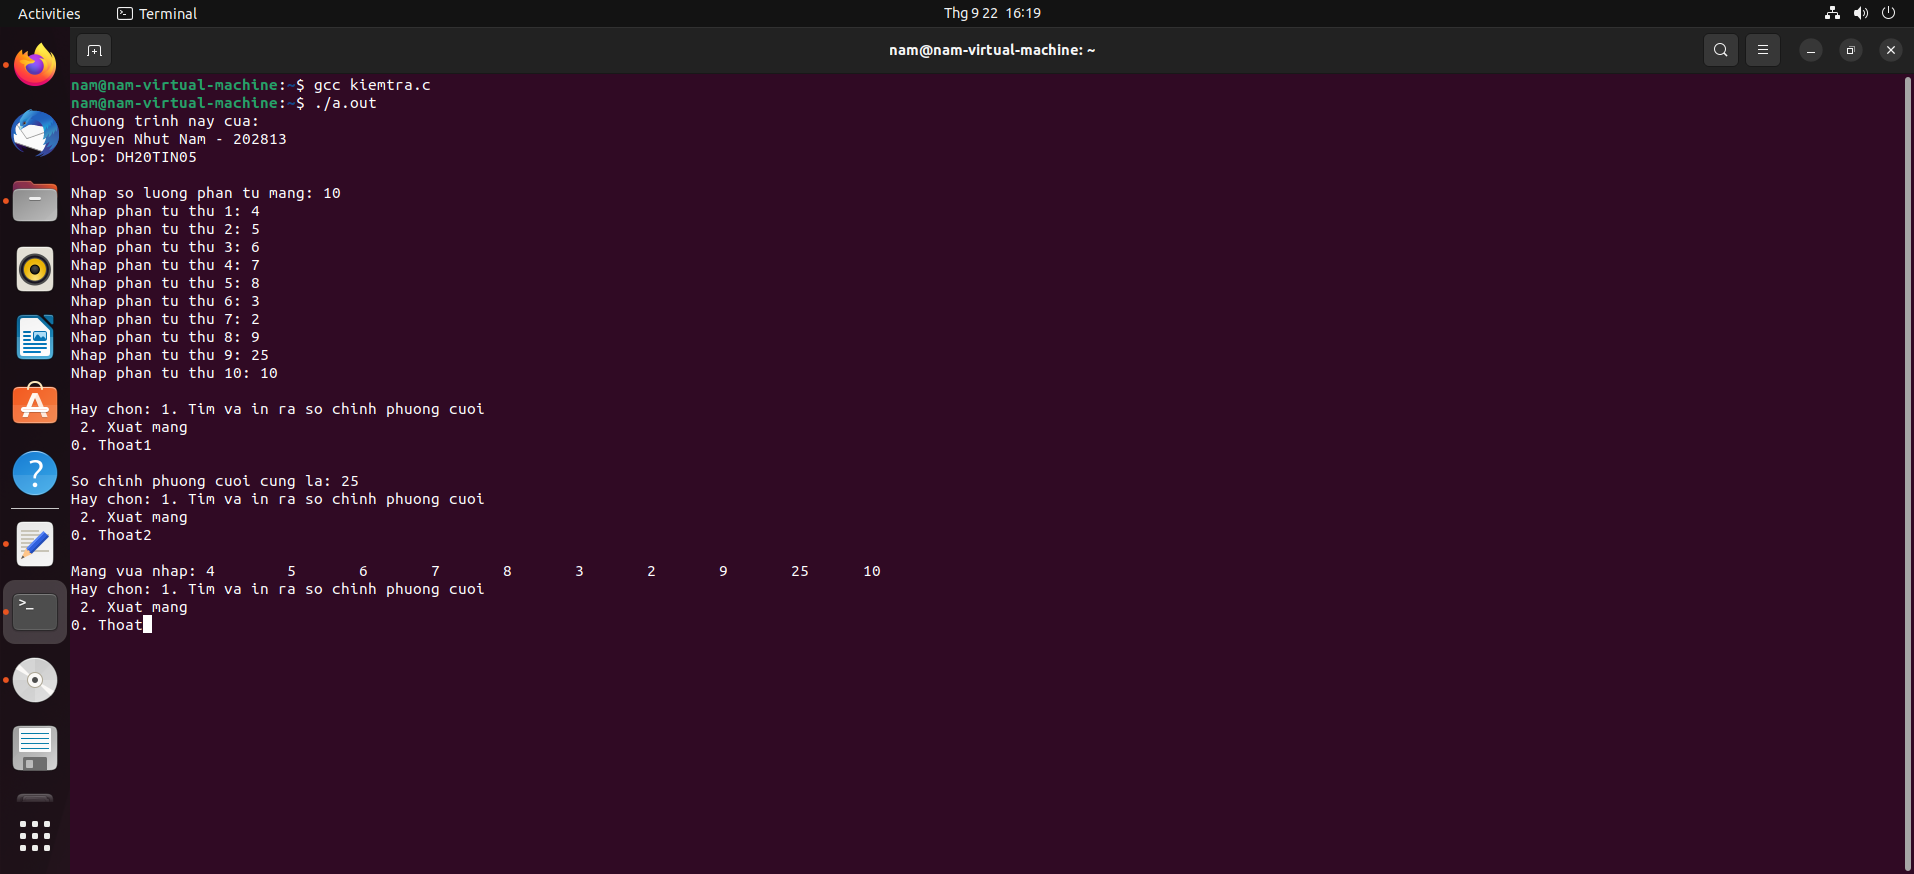 Activities Terminal Thg 9 22 16:19
nam@nam-virtual-machine: ~
nam@nam-virtual-machine:~$ gcc kiemtra.c
nam@nam-virtual-machine:~$ ./a.out
Chuong trinh nay cua:
Nguyen Nhut Nam - 202813
Lop: DH20TIN05
Nhap so luong phan tu mang: 10
Nhap phan tu thu 1: 4
Nhap phan tu thu 2: 5
Nhap phan tu thu 3: 6
Nhap phan tu thu 4: 7
Nhap phan tu thu 5: 8
Nhap phan tu thu 6: 3
Nhap phan tu thu 7: 2
Nhap phan tu thu 8: 9
Nhap phan tu thu 9: 25
Nhap phan tu thu 10: 10
Hay chon: 1. Tim va in ra so chinh phuong cuoi
2. Xuat mang
0. Thoat1
So chinh phuong cuoi cung la: 25
Hay chon: 1. Tim va in ra so chinh phuong cuoi
2. Xuat mang
0. Thoat2
Mang vua nhap: 4 5 6 7 8 3 2 9 25 10
Hay chon: 1. Tim va in ra so chinh phuong cuoi
2. Xuat mang
0. Thoat